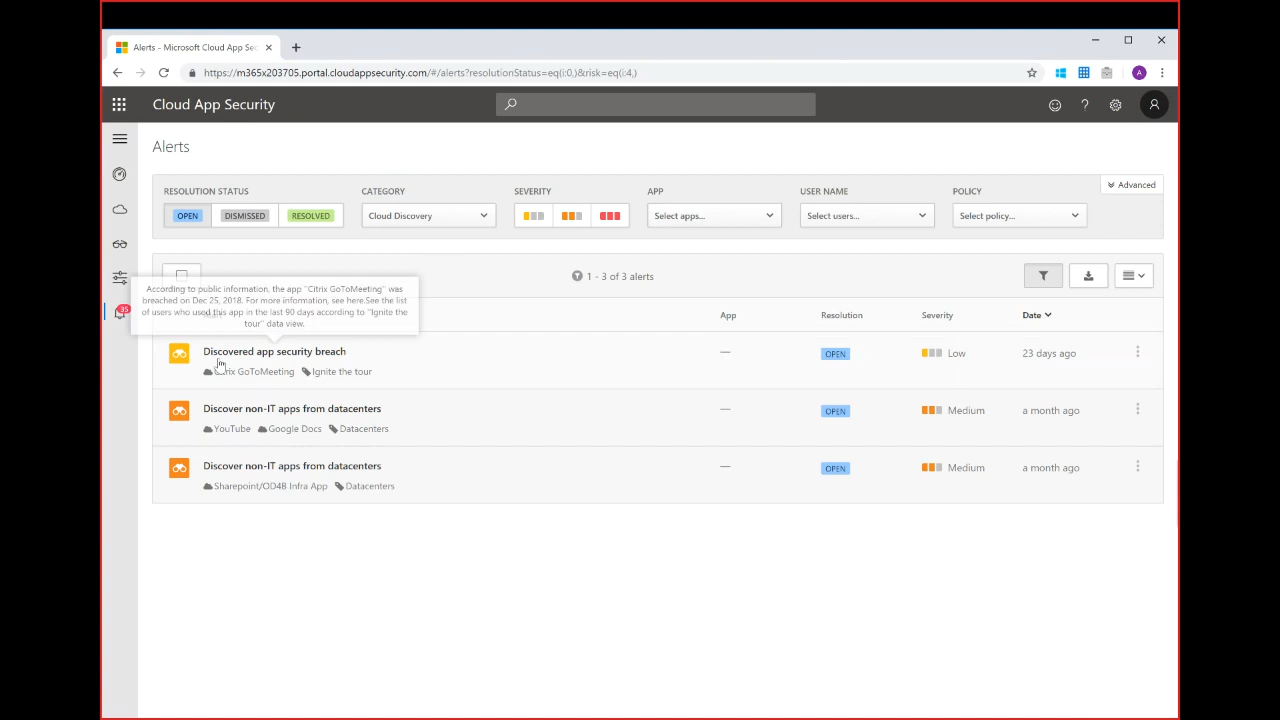 Alerts - Microsoft Cloud App Sec
https://m365x203705.portal.cloudappsecurity.com/#/alerts?resolutionStatus=eq(i:0,)&risk=eq(i:4,)
A
Cloud App Security
?
Alerts
RESOLUTION STATUS CATEGORY SEVERITY APP USER NAME POLICY Advanced
OPEN DISMISSED RESOLVED Cloud Discovery Select apps... Select users... Select policy...
1 - 3 of 3 alerts
35
According to public information, the app "Citrix GoToMeeting" was
breached on Dec 25, 2018. For more information, see here.See the list
of users who used this app in the last 90 days according to "Ignite the
tour" data view.
App Resolution Severity Date
Discovered app security breach — OPEN Low 23 days ago
Citrix GoToMeeting Ignite the tour
Discover non-IT apps from datacenters — OPEN Medium a month ago
YouTube Google Docs Datacenters
Discover non-IT apps from datacenters — OPEN Medium a month ago
Sharepoint/OD4B Infra App Datacenters